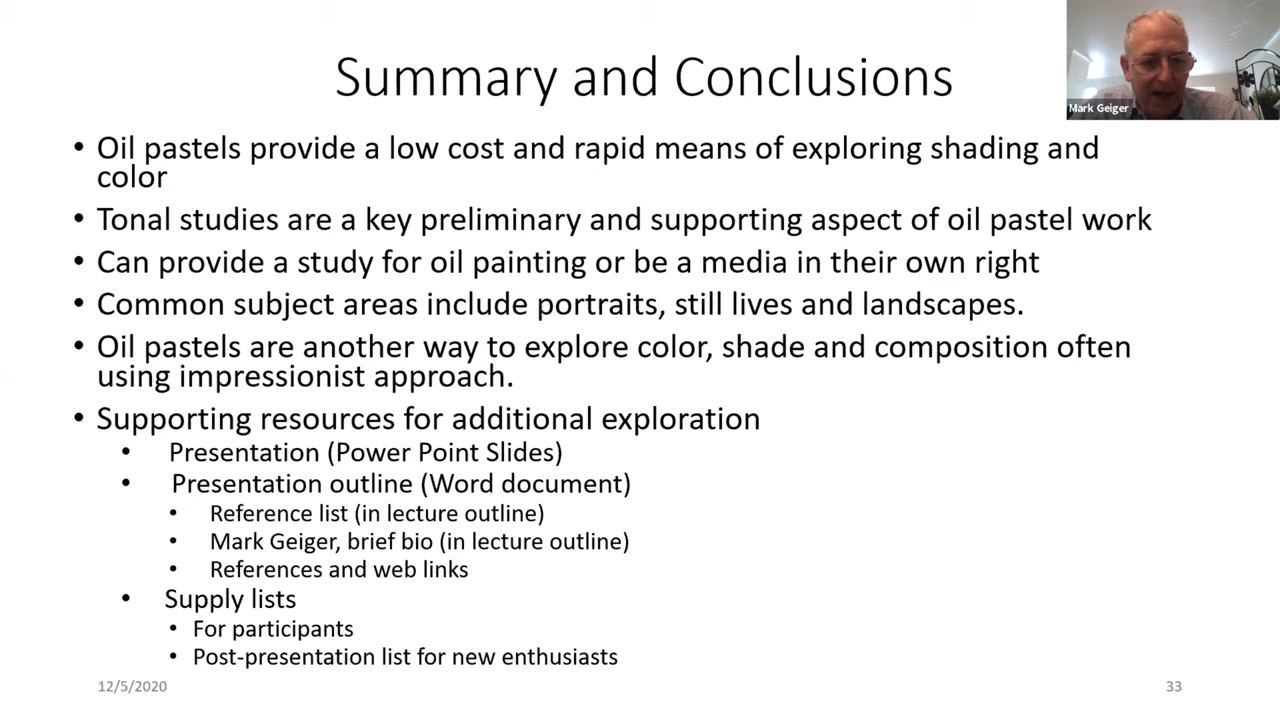 Summary and Conclusions
Mark Geiger
• Oil pastels provide a low cost and rapid means of exploring shading and
color
• Tonal studies are a key preliminary and supporting aspect of oil pastel work
• Can provide a study for oil painting or be a media in their own right
• Common subject areas include portraits, still lives and landscapes.
• Oil pastels are another way to explore color, shade and composition often
using impressionist approach.
• Supporting resources for additional exploration
• Presentation (Power Point Slides)
• Presentation outline (Word document)
• Reference list (in lecture outline)
• Mark Geiger, brief bio (in lecture outline)
• References and web links
• Supply lists
• For participants
• Post-presentation list for new enthusiasts
12/5/2020
33